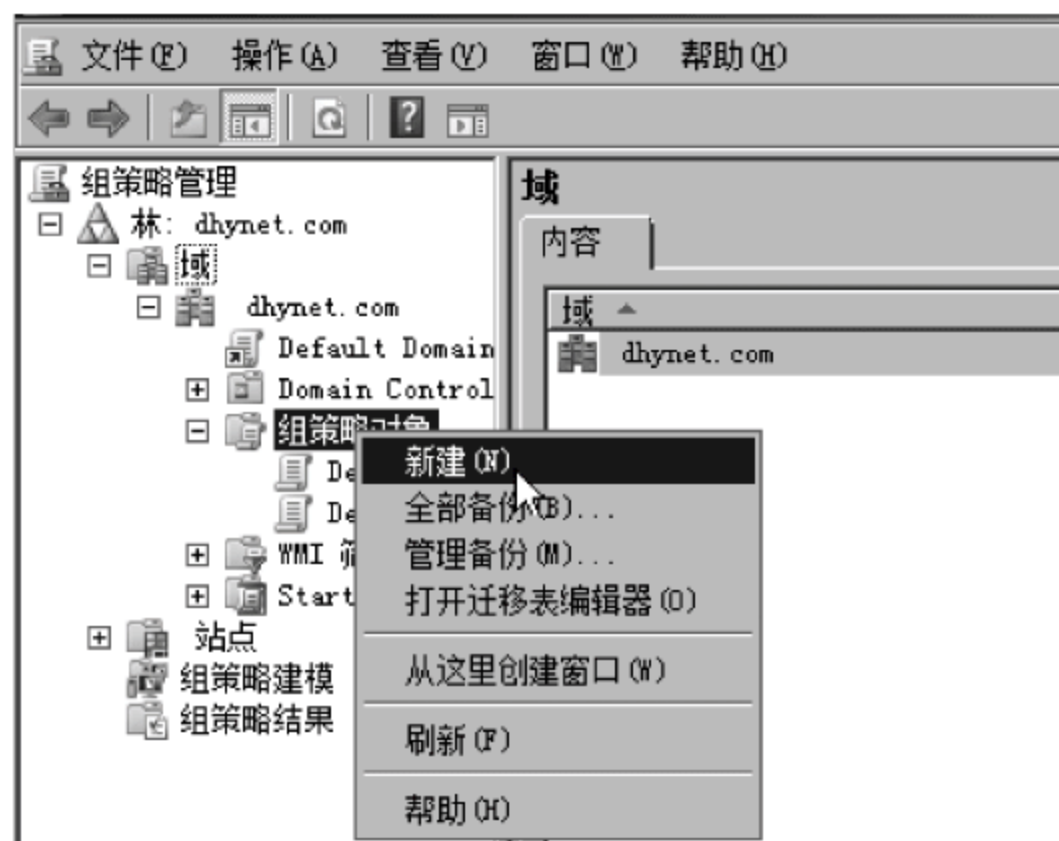 文件(F) 操作(A) 查看(V) 窗口(W) 帮助(H)
组策略管理
林: dhynet.com
域
dhynet.com
Default Domain
Domain Control
组策略对象
De
De
WMI
Start
站点
组策略建模
组策略结果
域
内容
域
dhynet.com
新建(N)
全部备份(B)...
管理备份(M)...
打开迁移表编辑器(O)
从这里创建窗口(W)
刷新(F)
帮助(H)